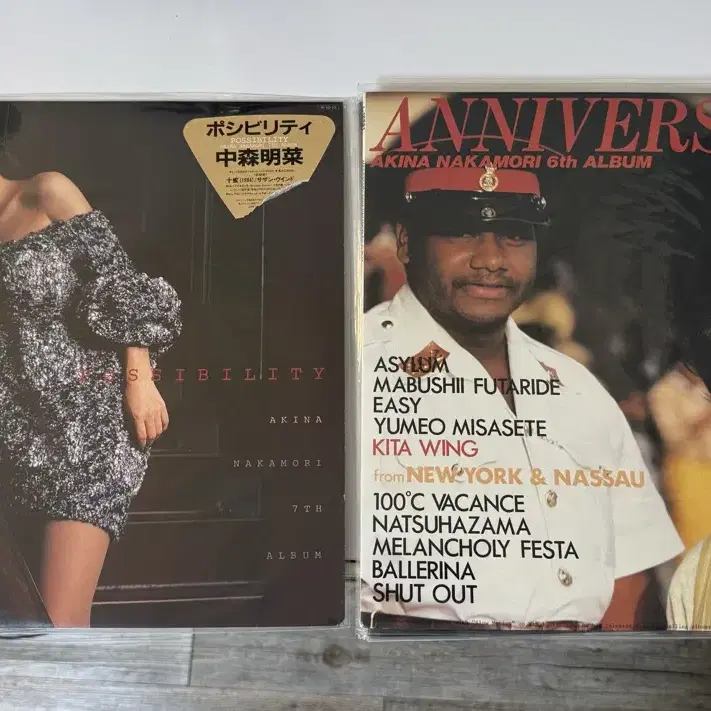 ポシビリティ
POSSIBILITY
中森明菜
十戒(1984)/サザン・ウインド
POSSIBILITY
AKINA
NAKAMORI
7TH
ALBUM
ANNIVERS
AKINA NAKAMORI 6th ALBUM
ASYLUM
MABUSHII FUTARIDE
EASY
YUMEO MISASETE
KITA WING
from NEW YORK & NASSAU
100℃ VACANCE
NATSUHAZAMA
MELANCHOLY FESTA
BALLERINA
SHUT OUT